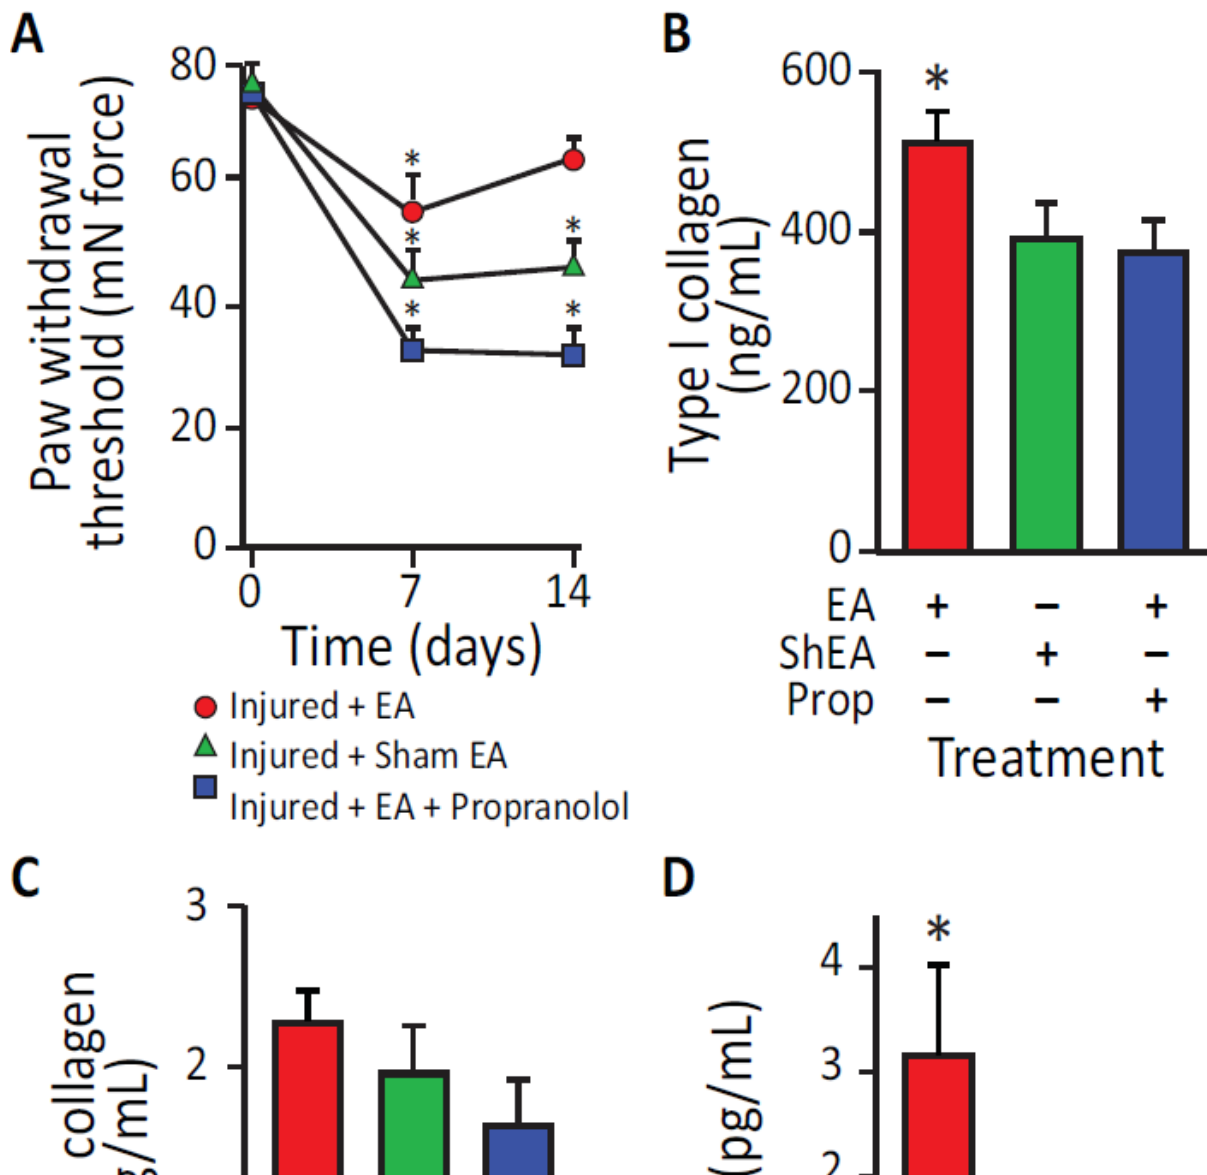 A
Paw withdrawal
threshold (mN force)
80
60
40
20
0
*
*
*
*
*
0 7 14
Time (days)
Injured + EA
Injured + Sham EA
Injured + EA + Propranolol
B
Type I collagen
(ng/mL)
600
400
200
0
*
EA + – +
ShEA – + –
Prop – – +
Treatment
C
collagen
g/mL)
3
2
D
(pg/mL)
4
3
2
*